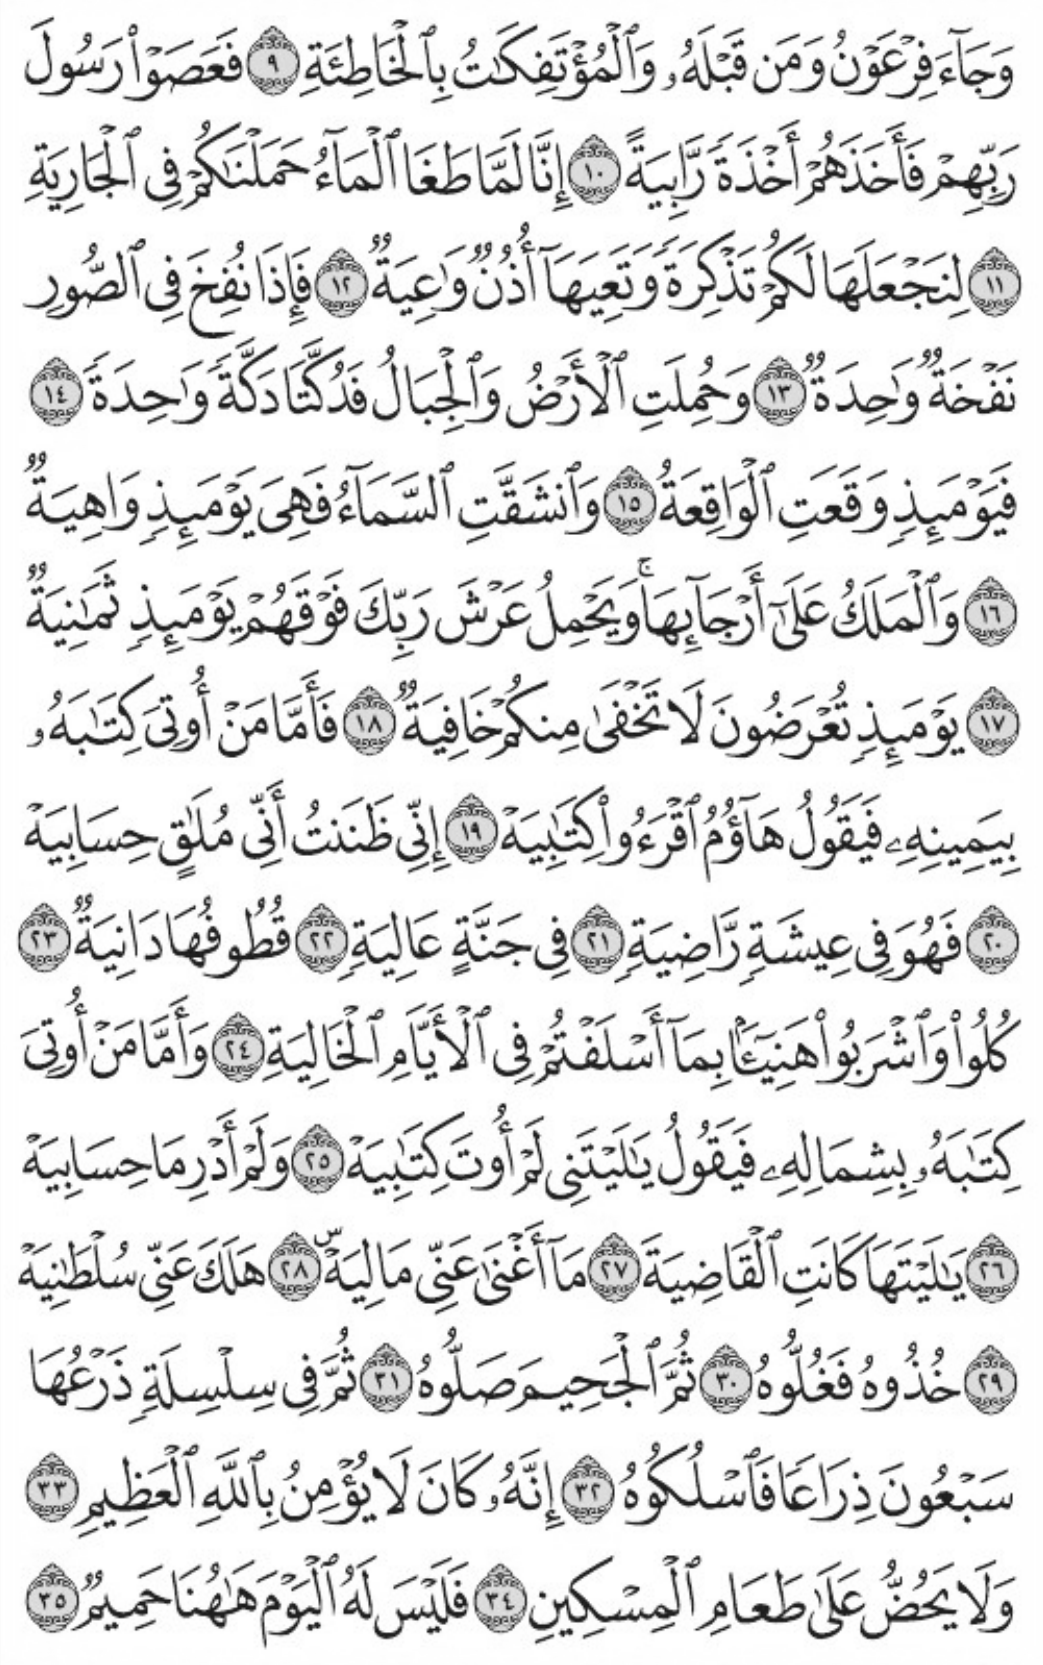 وَجَآءَ فِرْعَوْنُ وَمَن قَبْلَهُۥ وَٱلْمُؤْتَفِكَٰتُ بِٱلْخَاطِئَةِ ٩ فَعَصَوْا۟ رَسُولَ
رَبِّهِمْ فَأَخَذَهُمْ أَخْذَةً رَّابِيَةً ١٠ إِنَّا لَمَّا طَغَا ٱلْمَآءُ حَمَلْنَٰكُمْ فِى ٱلْجَارِيَةِ
١١ لِنَجْعَلَهَا لَكُمْ تَذْكِرَةً وَتَعِيَهَآ أُذُنٌ وَٰعِيَةٌ ١٢ فَإِذَا نُفِخَ فِى ٱلصُّورِ
نَفْخَةٌ وَٰحِدَةٌ ١٣ وَحُمِلَتِ ٱلْأَرْضُ وَٱلْجِبَالُ فَدُكَّتَا دَكَّةً وَٰحِدَةً ١٤
فَيَوْمَئِذٍ وَقَعَتِ ٱلْوَاقِعَةُ ١٥ وَٱنشَقَّتِ ٱلسَّمَآءُ فَهِىَ يَوْمَئِذٍ وَاهِيَةٌ
١٦ وَٱلْمَلَكُ عَلَىٰٓ أَرْجَآئِهَا ۚ وَيَحْمِلُ عَرْشَ رَبِّكَ فَوْقَهُمْ يَوْمَئِذٍ ثَمَٰنِيَةٌ
١٧ يَوْمَئِذٍ تُعْرَضُونَ لَا تَخْفَىٰ مِنكُمْ خَافِيَةٌ ١٨ فَأَمَّا مَنْ أُوتِىَ كِتَٰبَهُۥ
بِيَمِينِهِۦ فَيَقُولُ هَآؤُمُ ٱقْرَءُوا۟ كِتَٰبِيَهْ ١٩ إِنِّى ظَنَنتُ أَنِّى مُلَٰقٍ حِسَابِيَهْ
٢٠ فَهُوَ فِى عِيشَةٍ رَّاضِيَةٍ ٢١ فِى جَنَّةٍ عَالِيَةٍ ٢٢ قُطُوفُهَا دَانِيَةٌ ٢٣
كُلُوا۟ وَٱشْرَبُوا۟ هَنِيٓـًٔۢا بِمَآ أَسْلَفْتُمْ فِى ٱلْأَيَّامِ ٱلْخَالِيَةِ ٢٤ وَأَمَّا مَنْ أُوتِىَ
كِتَٰبَهُۥ بِشِمَالِهِۦ فَيَقُولُ يَٰلَيْتَنِى لَمْ أُوتَ كِتَٰبِيَهْ ٢٥ وَلَمْ أَدْرِ مَا حِسَابِيَهْ
٢٦ يَٰلَيْتَهَا كَانَتِ ٱلْقَاضِيَةَ ٢٧ مَآ أَغْنَىٰ عَنِّى مَالِيَهْ ۜ ٢٨ هَلَكَ عَنِّى سُلْطَٰنِيَهْ
٢٩ خُذُوهُ فَغُلُّوهُ ٣٠ ثُمَّ ٱلْجَحِيمَ صَلُّوهُ ٣١ ثُمَّ فِى سِلْسِلَةٍ ذَرْعُهَا
سَبْعُونَ ذِرَاعًا فَٱسْلُكُوهُ ٣٢ إِنَّهُۥ كَانَ لَا يُؤْمِنُ بِٱللَّهِ ٱلْعَظِيمِ ٣٣
وَلَا يَحُضُّ عَلَىٰ طَعَامِ ٱلْمِسْكِينِ ٣٤ فَلَيْسَ لَهُ ٱلْيَوْمَ هَٰهُنَا حَمِيمٌ ٣٥